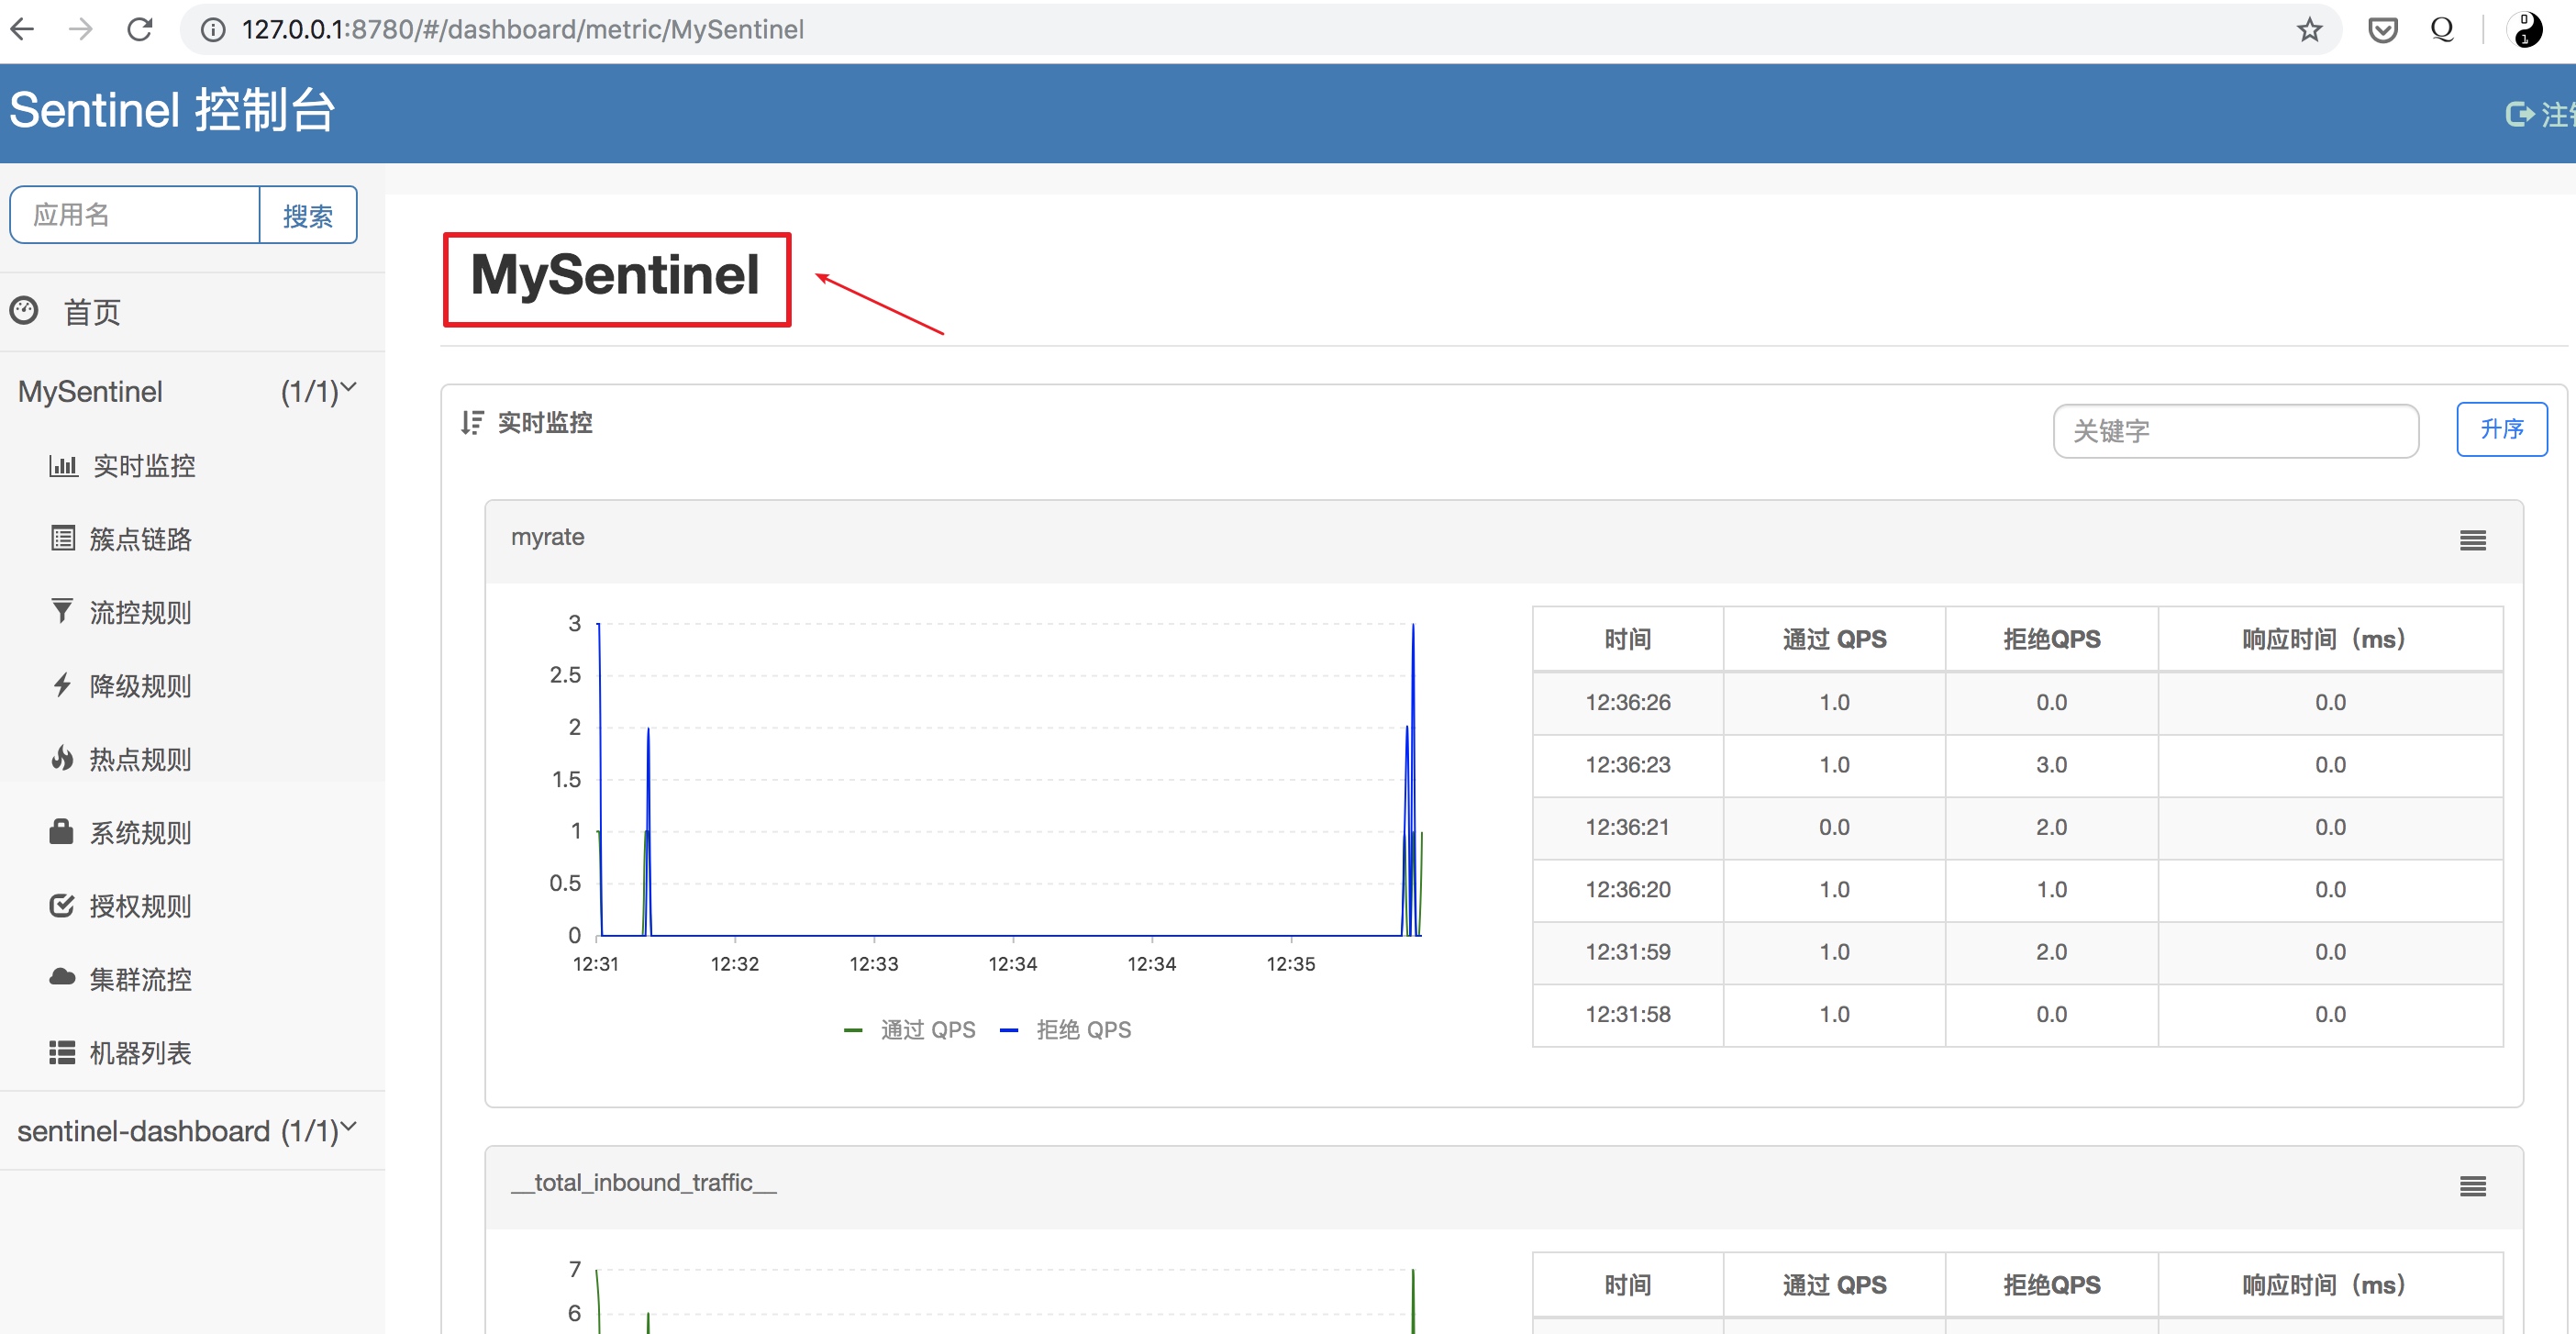 127.0.0.1:8780/#/dashboard/metric/MySentinel
Sentinel 控制台
应用名
搜索
首页
MySentinel (1/1)
实时监控
簇点链路
流控规则
降级规则
热点规则
系统规则
授权规则
集群流控
机器列表
sentinel-dashboard (1/1)
MySentinel
实时监控
关键字
升序
myrate
3
2.5
2
1.5
1
0.5
0
12:31 12:32 12:33 12:34 12:34 12:35
通过 QPS 拒绝 QPS
时间 通过 QPS 拒绝QPS 响应时间（ms）
12:36:26 1.0 0.0 0.0
12:36:23 1.0 3.0 0.0
12:36:21 0.0 2.0 0.0
12:36:20 1.0 1.0 0.0
12:31:59 1.0 2.0 0.0
12:31:58 1.0 0.0 0.0
__total_inbound_traffic__
7
6
时间 通过 QPS 拒绝QPS 响应时间（ms）